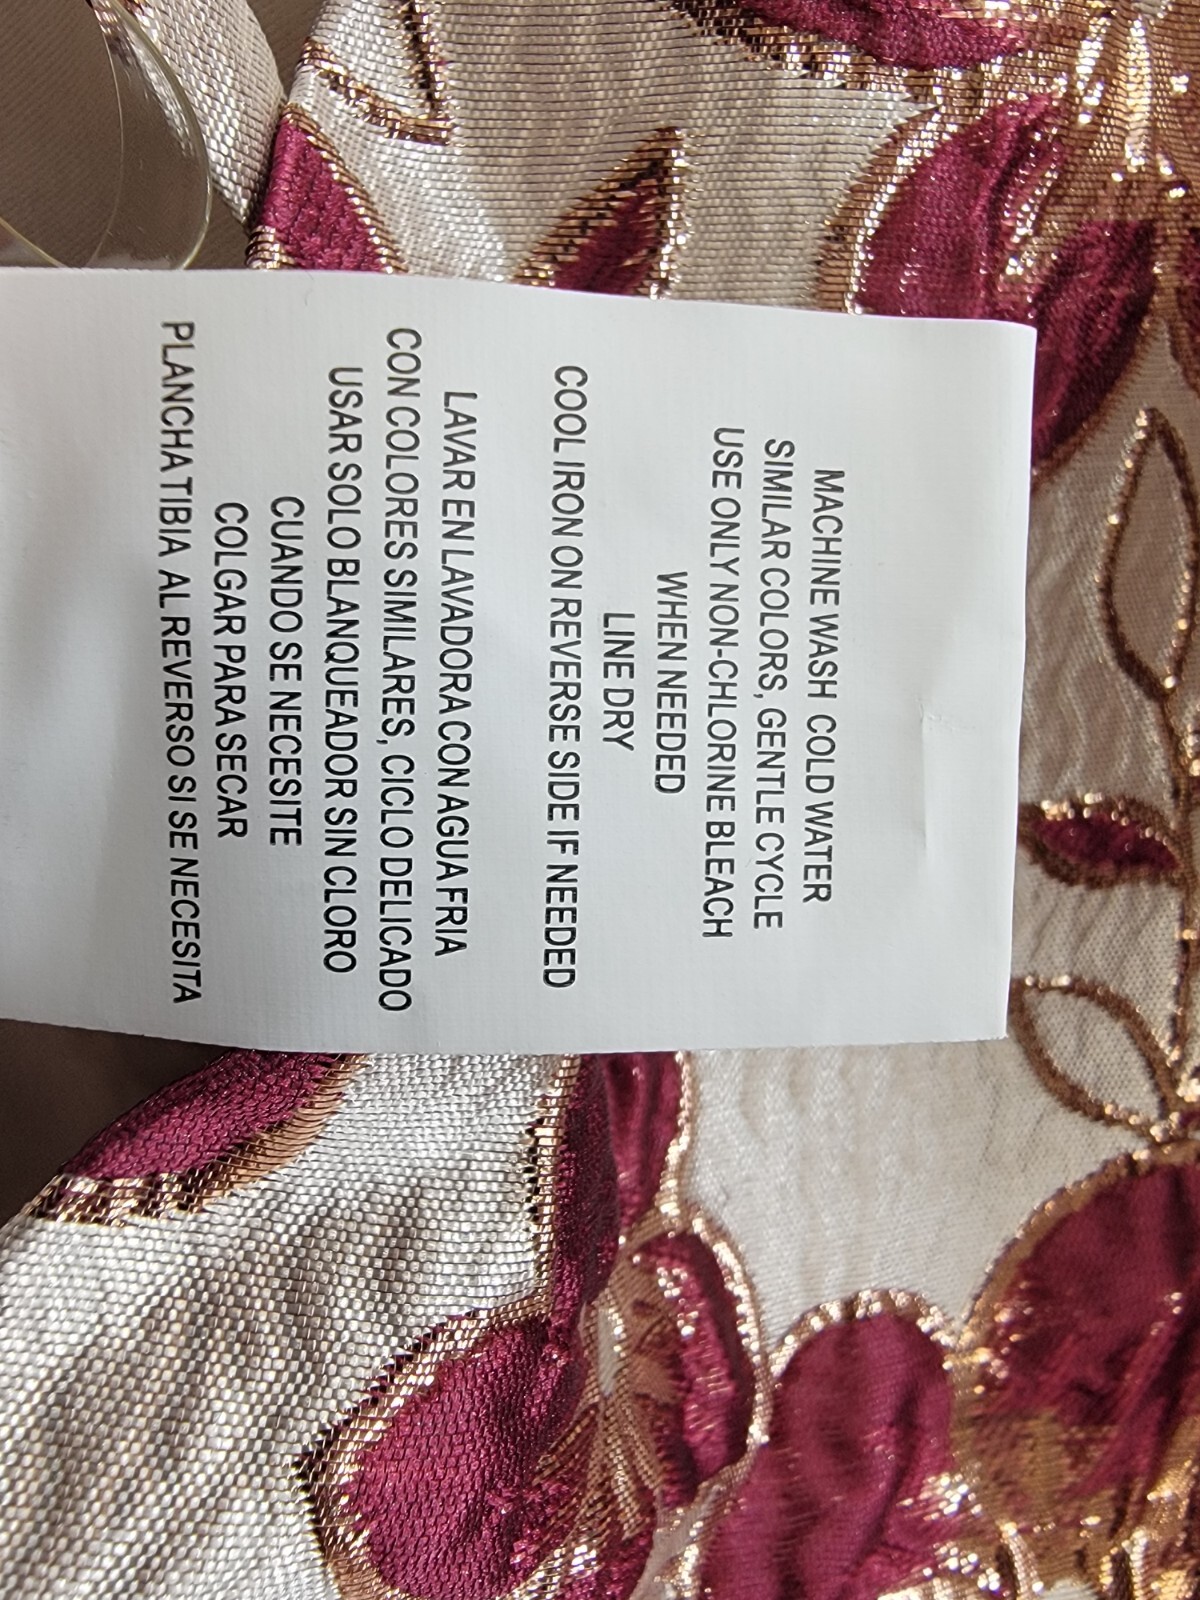 MACHINE WASH COLD WATER
SIMILAR COLORS, GENTLE CYCLE
USE ONLY NON-CHLORINE BLEACH
WHEN NEEDED
LINE DRY
COOL IRON ON REVERSE SIDE IF NEEDED
LAVAR EN LAVADORA CON AGUA FRIA
CON COLORES SIMILARES, CICLO DELICADO
USAR SOLO BLANQUEADOR SIN CLORO
CUANDO SE NECESITE
COLGAR PARA SECAR
PLANCHA TIBIA AL REVERSO SI SE NECESITA